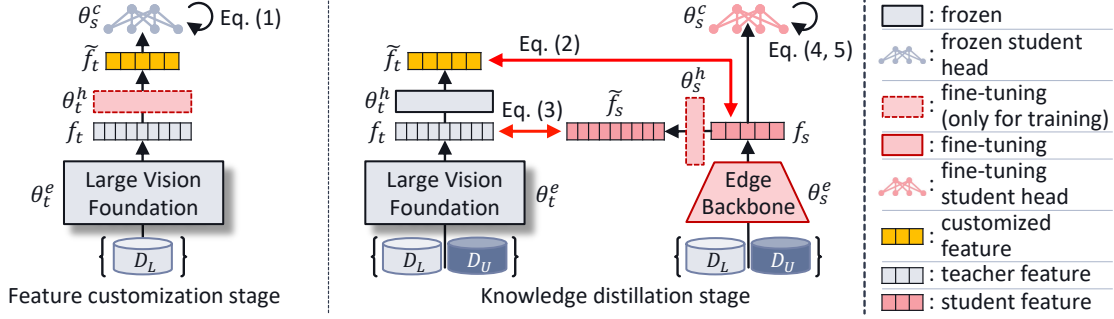 θ_s^c
Eq. (1)
f̃_t
θ_t^h
f_t
Large Vision
Foundation
θ_t^e
{ D_L }
Feature customization stage
θ_s^c
Eq. (4, 5)
Eq. (2)
f̃_t
θ_t^h
Eq. (3)
f_t
f̃_s
θ_s^h
f_s
Large Vision
Foundation
θ_t^e
Edge
Backbone
θ_s^e
{ D_L D_U }
{ D_L D_U }
Knowledge distillation stage
: frozen
: frozen student
head
: fine-tuning
(only for training)
: fine-tuning
: fine-tuning
student head
: customized
feature
: teacher feature
: student feature